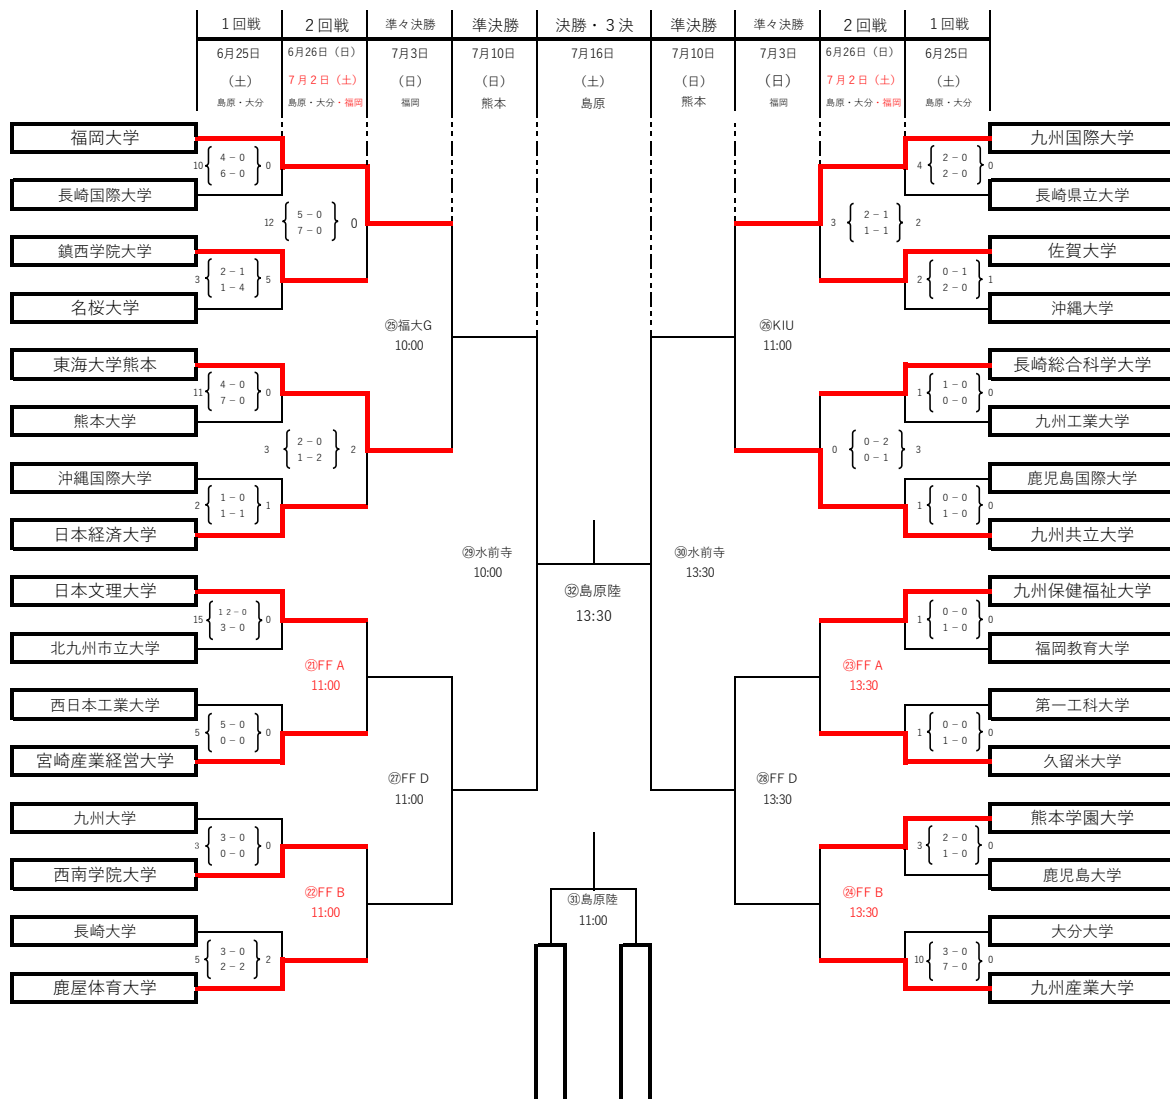 1回戦 2回戦 準々決勝 準決勝 決勝・3決 準決勝 準々決勝 2回戦 1回戦
6月25日 6月26日（日） 7月3日 7月10日 7月16日 7月10日 7月3日 6月26日（日） 6月25日
（土） 7月2日（土） （日） （日） （土） （日） （日） 7月2日（土） （土）
島原・大分 島原・大分・福岡 福岡 熊本 島原 熊本 福岡 島原・大分・福岡 島原・大分
福岡大学
10 4－0 0
6－0
長崎国際大学
12 5－0 0
7－0
鎮西学院大学
3 2－1 5
1－4
名桜大学
㉕福大G
10:00
東海大学熊本
11 4－0 0
7－0
熊本大学
3 2－0 2
1－2
沖縄国際大学
2 1－0 1
1－1
日本経済大学
㉙水前寺
10:00
日本文理大学
15 12－0 0
3－0
北九州市立大学
㉑FF A
11:00
西日本工業大学
5 5－0 0
0－0
宮崎産業経営大学
㉗FF D
11:00
九州大学
3 3－0 0
0－0
西南学院大学
㉒FF B
11:00
長崎大学
5 3－0 2
2－2
鹿屋体育大学
㉜島原陸
13:30
㉛島原陸
11:00
九州国際大学
4 2－0 0
2－0
長崎県立大学
3 2－1 2
1－1
佐賀大学
2 0－1 1
2－0
沖縄大学
㉖KIU
11:00
長崎総合科学大学
1 1－0 0
0－0
九州工業大学
0 0－2 3
0－1
鹿児島国際大学
1 0－0 0
1－0
九州共立大学
㉚水前寺
13:30
九州保健福祉大学
1 0－0 0
1－0
福岡教育大学
㉓FF A
13:30
第一工科大学
1 0－0 0
1－0
久留米大学
㉘FF D
13:30
熊本学園大学
3 2－0 0
1－0
鹿児島大学
㉔FF B
13:30
大分大学
10 3－0 0
7－0
九州産業大学